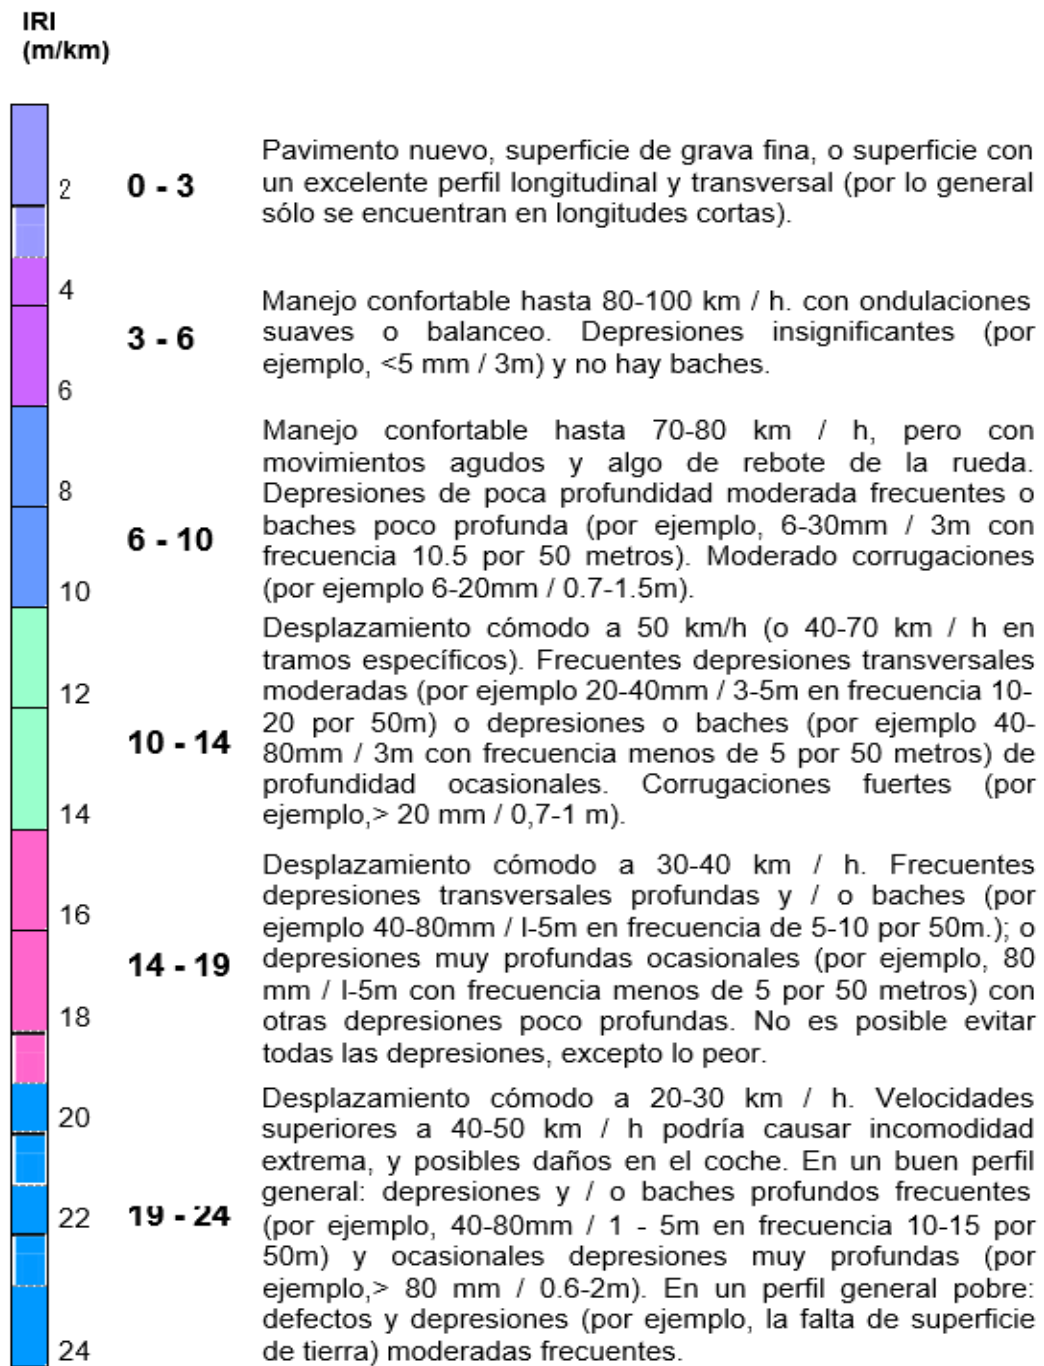 IRI
(m/km)
2
0 - 3
Pavimento nuevo, superficie de grava fina, o superficie con
un excelente perfil longitudinal y transversal (por lo general
sólo se encuentran en longitudes cortas).
4
3 - 6
6
Manejo confortable hasta 80-100 km / h. con ondulaciones
suaves o balanceo. Depresiones insignificantes (por
ejemplo, <5 mm / 3m) y no hay baches.
8
6 - 10
10
Manejo confortable hasta 70-80 km / h, pero con
movimientos agudos y algo de rebote de la rueda.
Depresiones de poca profundidad moderada frecuentes o
baches poco profunda (por ejemplo, 6-30mm / 3m con
frecuencia 10.5 por 50 metros). Moderado corrugaciones
(por ejemplo 6-20mm / 0.7-1.5m).
12
10 - 14
14
Desplazamiento cómodo a 50 km/h (o 40-70 km / h en
tramos específicos). Frecuentes depresiones transversales
moderadas (por ejemplo 20-40mm / 3-5m en frecuencia 10-
20 por 50m) o depresiones o baches (por ejemplo 40-
80mm / 3m con frecuencia menos de 5 por 50 metros) de
profundidad ocasionales. Corrugaciones fuertes (por
ejemplo,> 20 mm / 0,7-1 m).
16
14 - 19
18
Desplazamiento cómodo a 30-40 km / h. Frecuentes
depresiones transversales profundas y / o baches (por
ejemplo 40-80mm / l-5m en frecuencia de 5-10 por 50m.); o
depresiones muy profundas ocasionales (por ejemplo, 80
mm / l-5m con frecuencia menos de 5 por 50 metros) con
otras depresiones poco profundas. No es posible evitar
todas las depresiones, excepto lo peor.
20
22
19 - 24
24
Desplazamiento cómodo a 20-30 km / h. Velocidades
superiores a 40-50 km / h podría causar incomodidad
extrema, y posibles daños en el coche. En un buen perfil
general: depresiones y / o baches profundos frecuentes
(por ejemplo, 40-80mm / 1 - 5m en frecuencia 10-15 por
50m) y ocasionales depresiones muy profundas (por
ejemplo,> 80 mm / 0.6-2m). En un perfil general pobre:
defectos y depresiones (por ejemplo, la falta de superficie
de tierra) moderadas frecuentes.